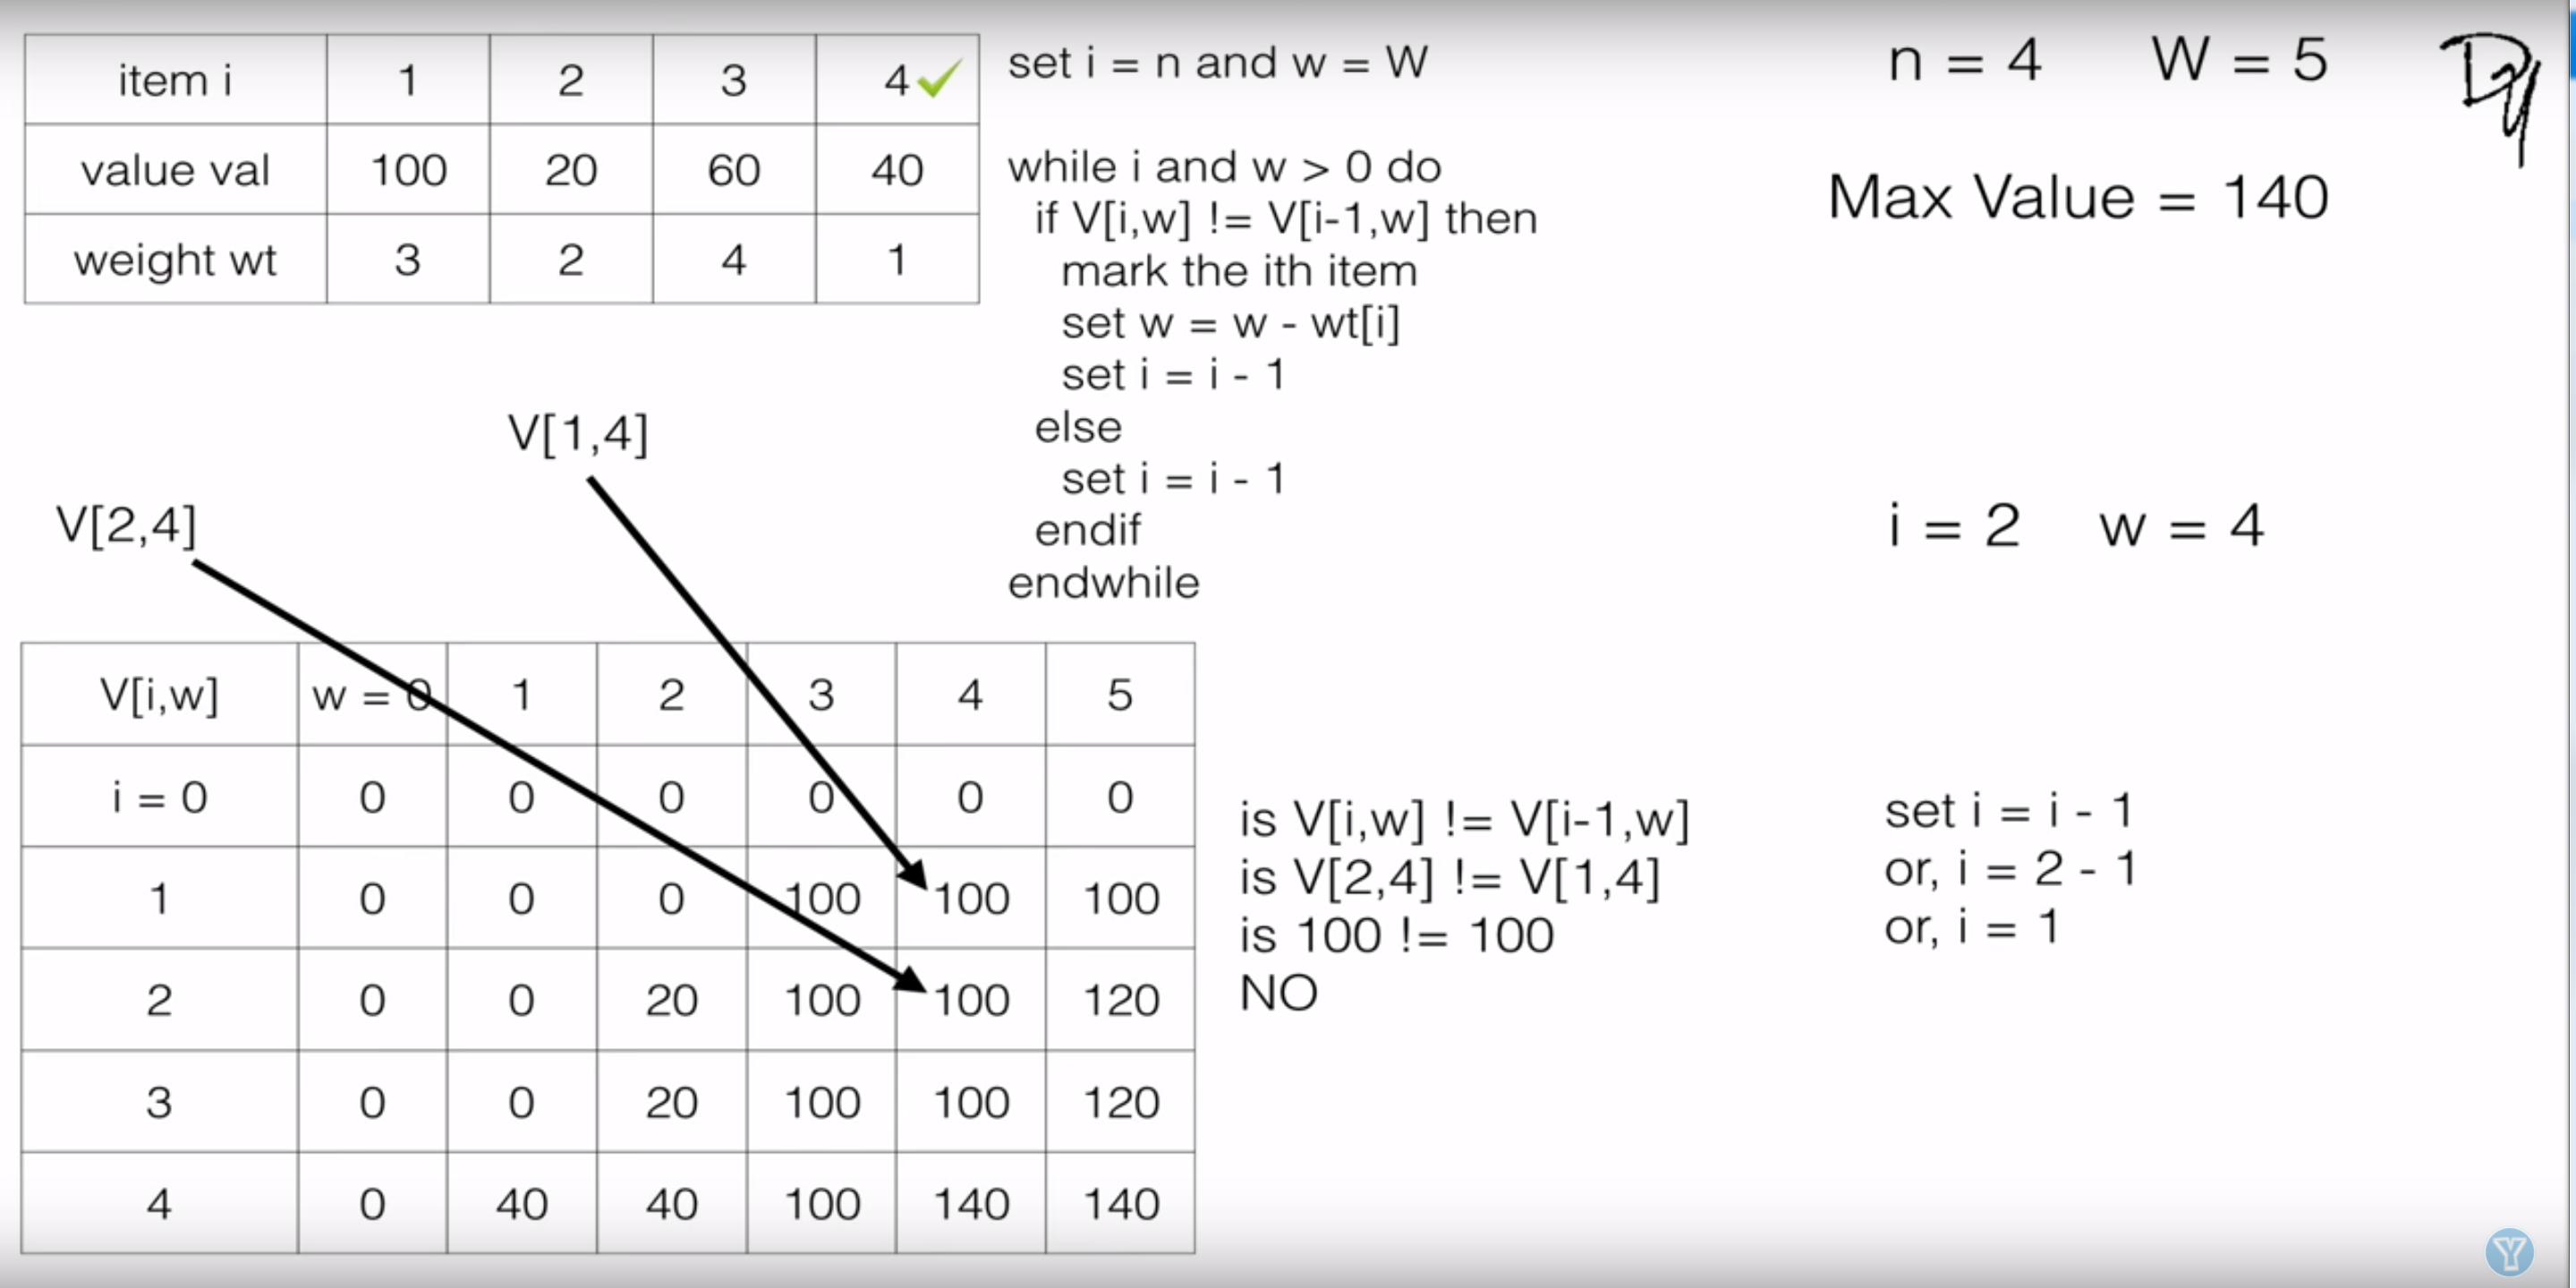 item i 1 2 3 4
value val 100 20 60 40
weight wt 3 2 4 1
set i = n and w = W
while i and w > 0 do
if V[i,w] != V[i-1,w] then
mark the ith item
set w = w - wt[i]
set i = i - 1
else
set i = i - 1
endif
endwhile
n = 4 W = 5
Max Value = 140
i = 2 w = 4
V[1,4]
V[2,4]
V[i,w] w = 0 1 2 3 4 5
i = 0 0 0 0 0 0 0
1 0 0 0 100 100 100
2 0 0 20 100 100 120
3 0 0 20 100 100 120
4 0 40 40 100 140 140
is V[i,w] != V[i-1,w]
is V[2,4] != V[1,4]
is 100 != 100
NO
set i = i - 1
or, i = 2 - 1
or, i = 1
Y